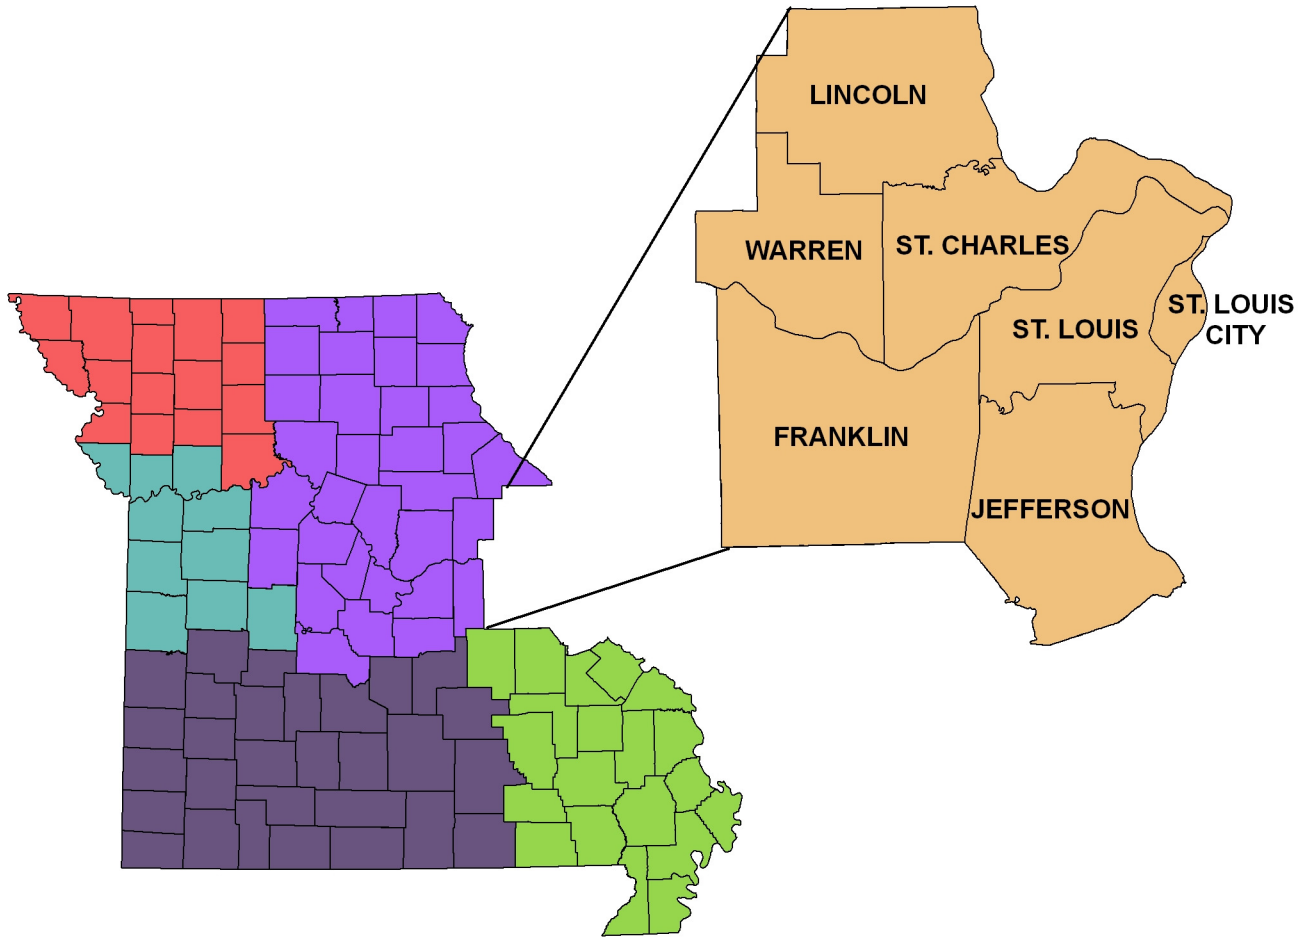 LINCOLN
WARREN
ST. CHARLES
ST. LOUIS
CITY
ST. LOUIS
FRANKLIN
JEFFERSON